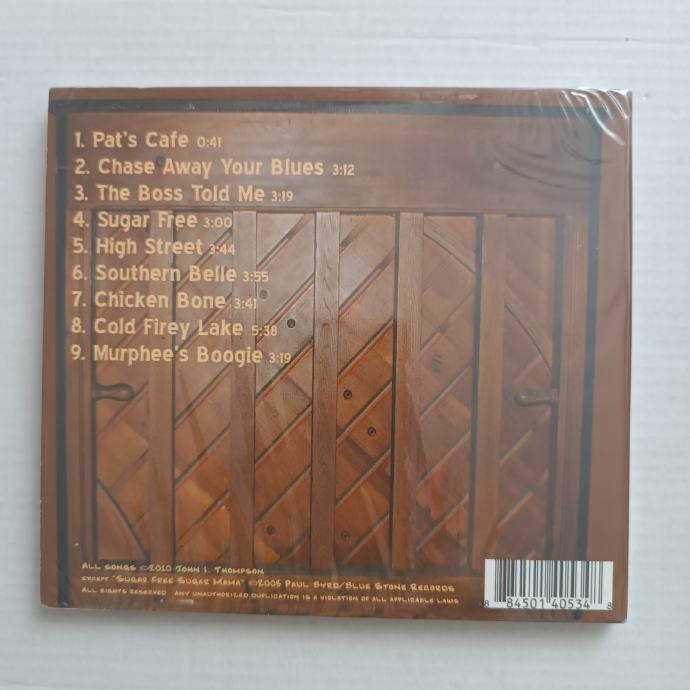 1. Pat's Cafe 0:41
2. Chase Away Your Blues 3:12
3. The Boss Told Me 3:19
4. Sugar Free 3:00
5. High Street 3:44
6. Southern Belle 3:55
7. Chicken Bone 3:41
8. Cold Firey Lake 5:38
9. Murphee's Boogie 3:19
ALL SONGS ©2010 JOHN I. THOMPSON
EXCEPT "SUGAR FREE SUGAR MAMA" ©2008 PAUL BYRD/BLUE STONE RECORDS
ALL RIGHTS RESERVED ANY UNAUTHORIZED DUPLICATION IS A VIOLATION OF ALL APPLICABLE LAWS
8 84501 40534 8